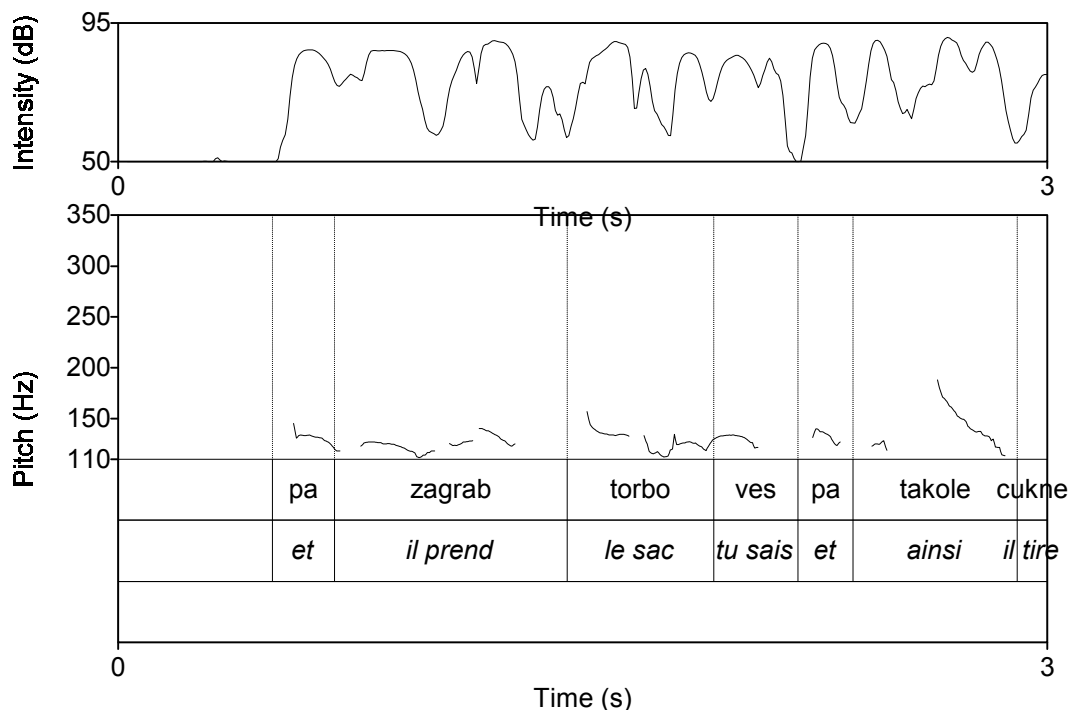 95
Intensity (dB)
50
0 3
Time (s)
350
300
250
200
150
110
Pitch (Hz)
pa zagrab torbo ves pa takole cukne
et il prend le sac tu sais et ainsi il tire
0 3
Time (s)